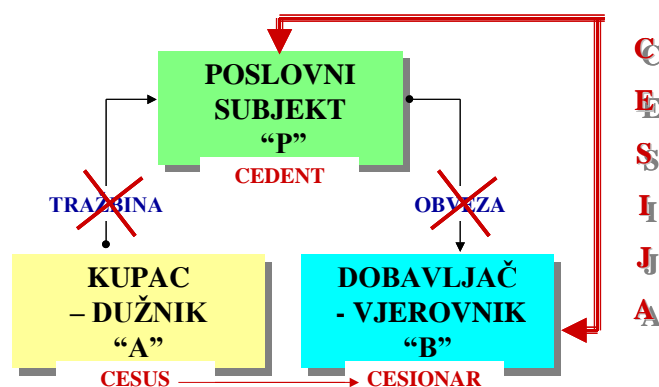 POSLOVNI
SUBJEKT
“P”
CEDENT
TRAŽBINA
OBVEZA
KUPAC
– DUŽNIK
“A”
DOBAVLJAČ
- VJEROVNIK
“B”
CESUS
CESIONAR
C
E
S
I
J
A